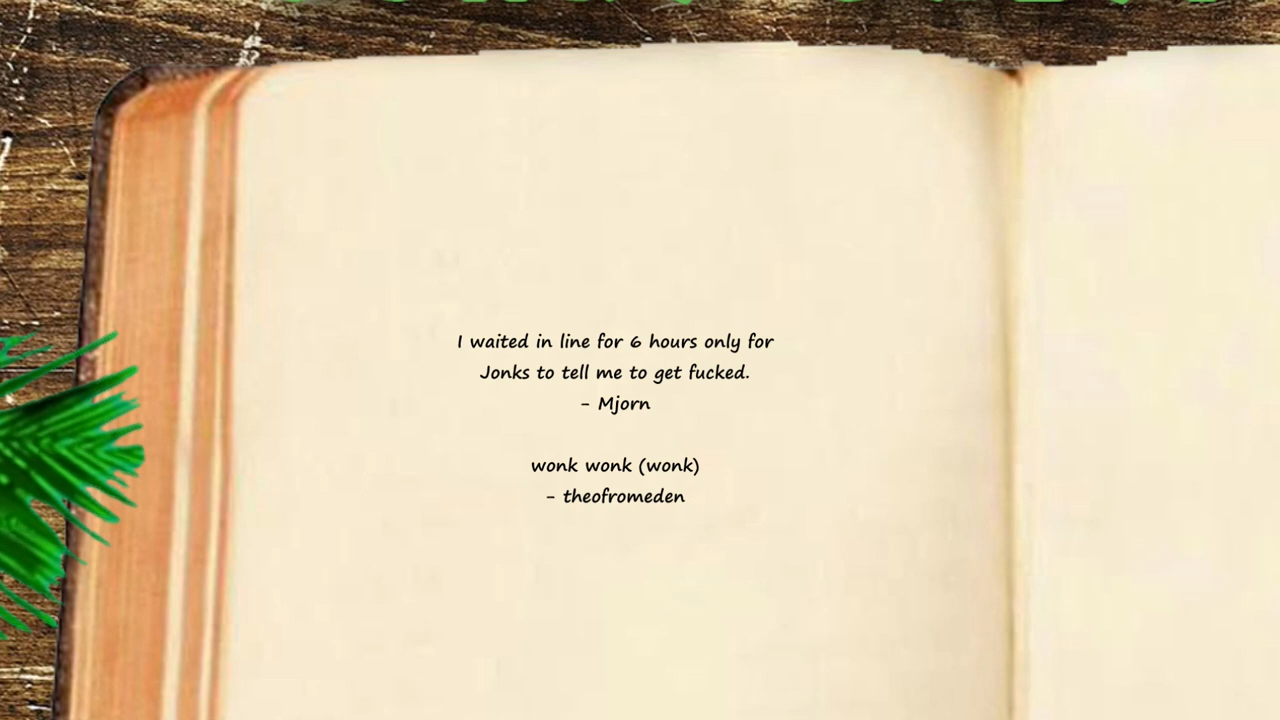 I waited in line for 6 hours only for
Jonks to tell me to get fucked.
- Mjorn
wonk wonk (wonk)
- theofromeden